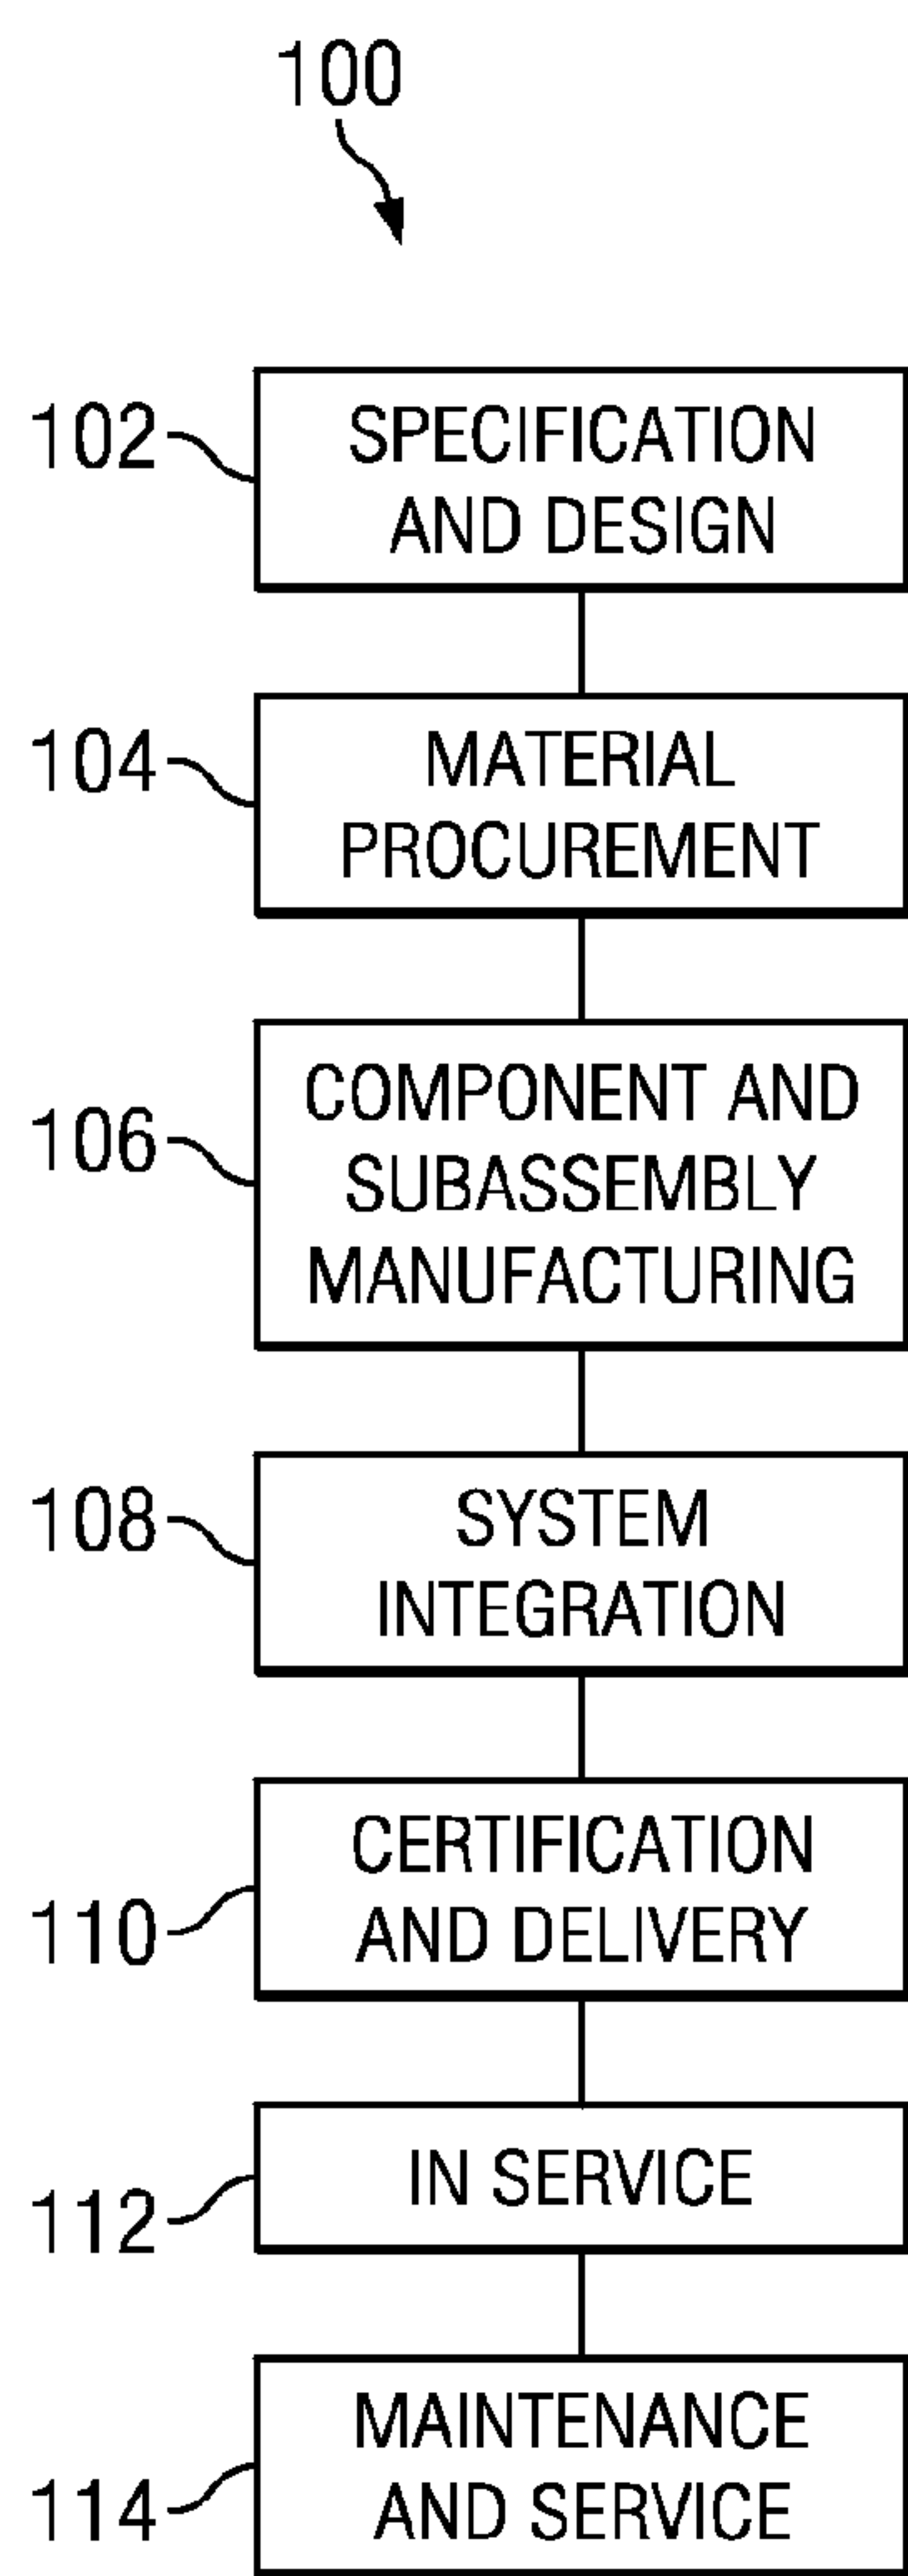 100
102
SPECIFICATION
AND DESIGN
104
MATERIAL
PROCUREMENT
106
COMPONENT AND
SUBASSEMBLY
MANUFACTURING
108
SYSTEM
INTEGRATION
110
CERTIFICATION
AND DELIVERY
112
IN SERVICE
114
MAINTENANCE
AND SERVICE